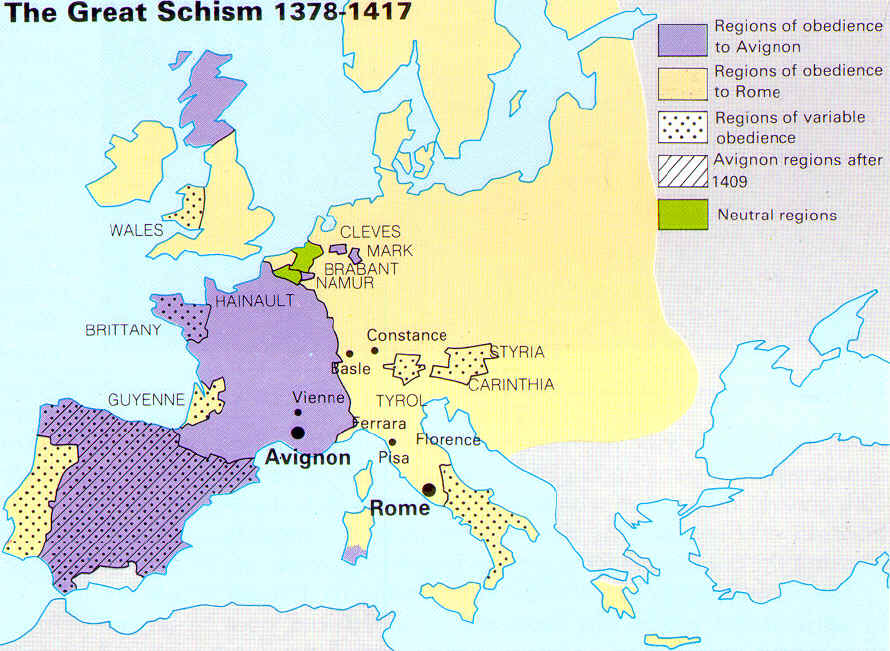 The Great Schism 1378-1417
Regions of obedience
to Avignon
Regions of obedience
to Rome
Regions of variable
obedience
Avignon regions after
1409
Neutral regions
WALES
CLEVES
MARK
BRABANT
NAMUR
HAINAULT
BRITTANY
Constance
Basle
STYRIA
CARINTHIA
TYROL
GUYENNE
Vienne
Ferrara
Florence
Avignon
Pisa
Rome